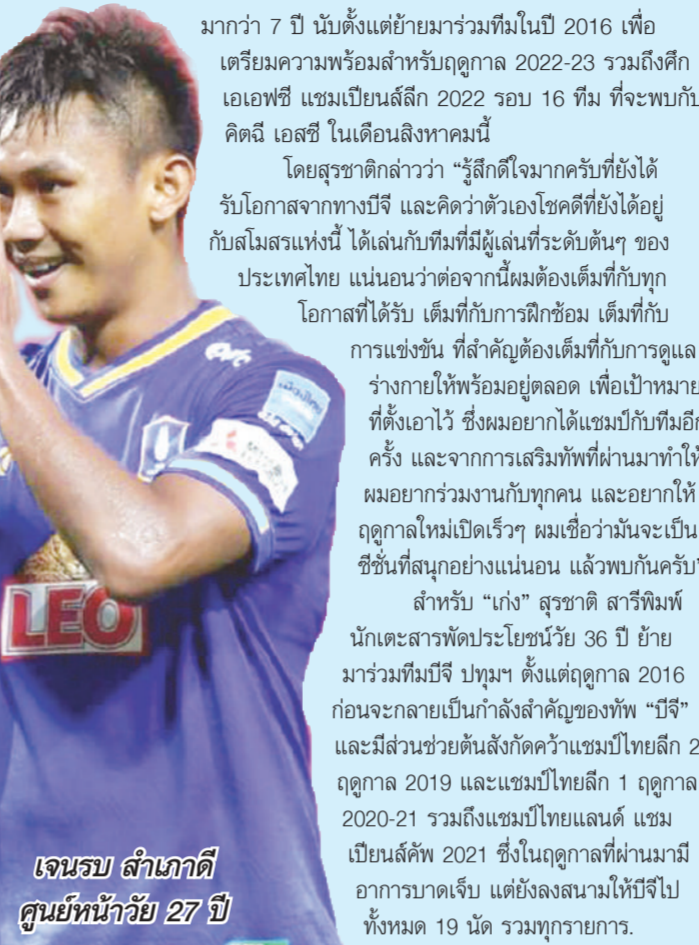 มากว่า 7 ปี นับตั้งแต่ย้ายมาร่วมทีมในปี 2016 เพื่อ
เตรียมความพร้อมสำหรับฤดูกาล 2022-23 รวมถึงศึก
เอเอฟซี แชมเปียนส์ลีก 2022 รอบ 16 ทีม ที่จะพบกับ
คิตฉี เอสซี ในเดือนสิงหาคมนี้
โดยสุรชาติกล่าวว่า “รู้สึกดีใจมากครับที่ยังได้
รับโอกาสจากทางบีจี และคิดว่าตัวเองโชคดีที่ยังได้อยู่
กับสโมสรแห่งนี้ ได้เล่นกับทีมที่มีผู้เล่นที่ระดับต้นๆ ของ
ประเทศไทย แน่นอนว่าต่อจากนี้ผมต้องเต็มที่กับทุก
โอกาสที่ได้รับ เต็มที่กับการฝึกซ้อม เต็มที่กับ
การแข่งขัน ที่สำคัญต้องเต็มที่กับการดูแล
ร่างกายให้พร้อมอยู่ตลอด เพื่อเป้าหมาย
ที่ตั้งเอาไว้ ซึ่งผมอยากได้แชมป์กับทีมอีก
ครั้ง และจากการเสริมทัพที่ผ่านมาทำให้
ผมอยากร่วมงานกับทุกคน และอยากให้
ฤดูกาลใหม่เปิดเร็วๆ ผมเชื่อว่ามันจะเป็น
ซีซั่นที่สนุกอย่างแน่นอน แล้วพบกันครับ”
สำหรับ “เก่ง” สุรชาติ สารีพิมพ์
นักเตะสารพัดประโยชน์วัย 36 ปี ย้าย
มาร่วมทีมบีจี ปทุมฯ ตั้งแต่ฤดูกาล 2016
ก่อนจะกลายเป็นกำลังสำคัญของทัพ “บีจี”
และมีส่วนช่วยต้นสังกัดคว้าแชมป์ไทยลีก 2
ฤดูกาล 2019 และแชมป์ไทยลีก 1 ฤดูกาล
2020-21 รวมถึงแชมป์ไทยแลนด์ แชม
เปียนส์คัพ 2021 ซึ่งในฤดูกาลที่ผ่านมามี
อาการบาดเจ็บ แต่ยังลงสนามให้บีจีไป
ทั้งหมด 19 นัด รวมทุกรายการ.
เมืองไทย
LEO
เจนรบ สำเภาดี
ศูนย์หน้าวัย 27 ปี